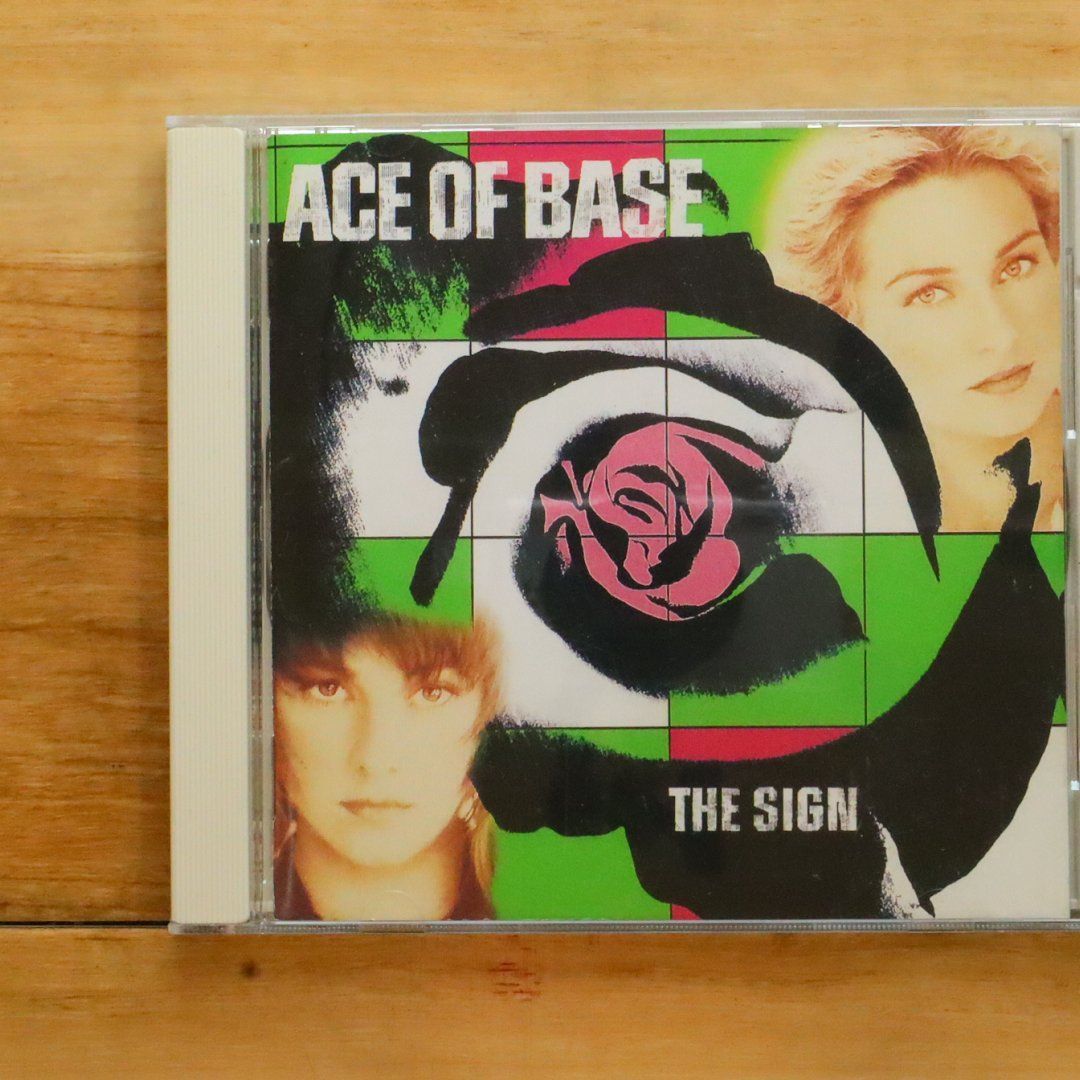 ACE OF BASE
THE SIGN